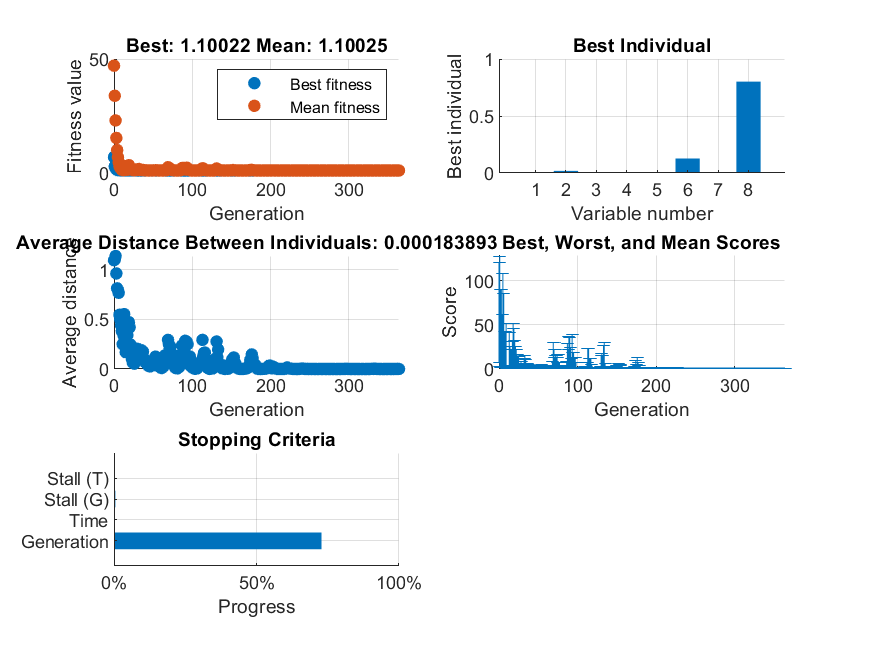 Best: 1.10022 Mean: 1.10025
50
0
Fitness value
Best fitness
Mean fitness
0 100 200 300
Generation
Best Individual
1
0.5
0
Best individual
1 2 3 4 5 6 7 8
Variable number
Average Distance Between Individuals: 0.000183893
1
0.5
0
Average distance
0 100 200 300
Generation
Best, Worst, and Mean Scores
100
50
0
Score
0 100 200 300
Generation
Stopping Criteria
Stall (T)
Stall (G)
Time
Generation
0% 50% 100%
Progress